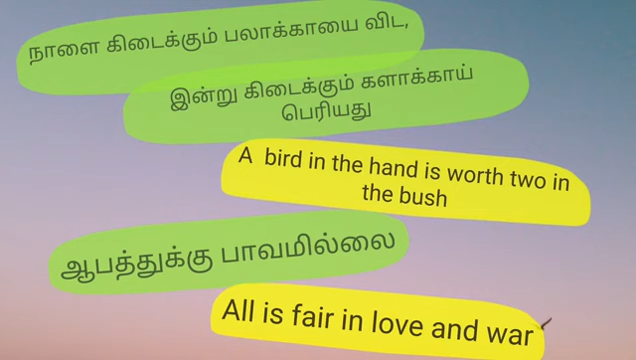 நாளை கிடைக்கும் பலாக்காயை விட,
இன்று கிடைக்கும் களாக்காய்
பெரியது
A bird in the hand is worth two in
the bush
ஆபத்துக்கு பாவமில்லை
All is fair in love and war